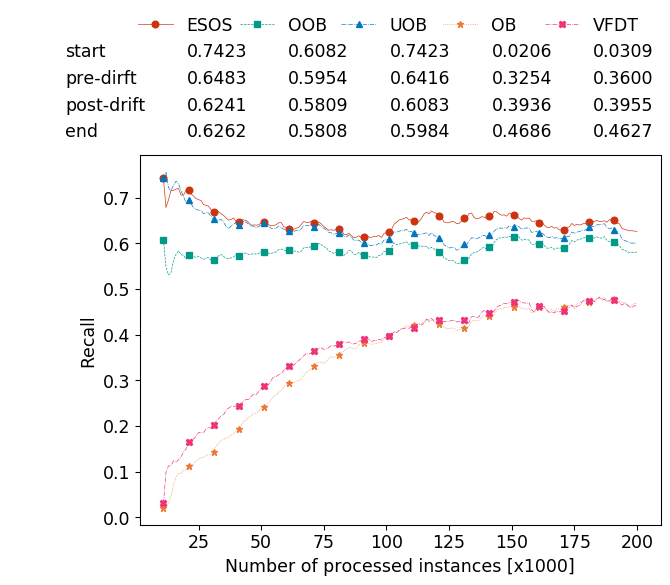 ESOS OOB UOB OB VFDT
start 0.7423 0.6082 0.7423 0.0206 0.0309
pre-dirft 0.6483 0.5954 0.6416 0.3254 0.3600
post-drift 0.6241 0.5809 0.6083 0.3936 0.3955
end 0.6262 0.5808 0.5984 0.4686 0.4627
0.7
0.6
0.5
0.4
0.3
0.2
0.1
0.0
Recall
25 50 75 100 125 150 175 200
Number of processed instances [x1000]